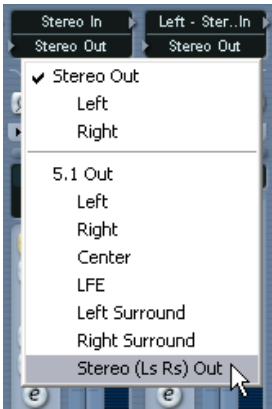 Stereo In
Left - Ster..In
Stereo Out
Stereo Out
Stereo Out
Left
Right
5.1 Out
Left
Right
Center
LFE
Left Surround
Right Surround
Stereo (Ls Rs) Out
e
e